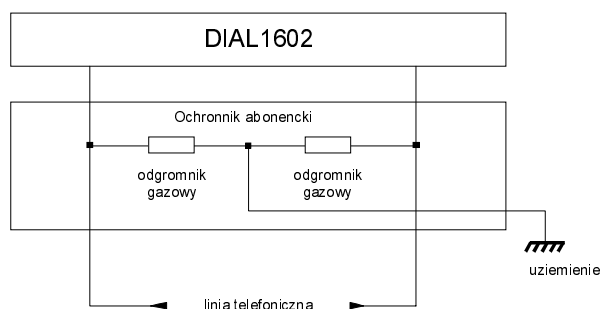 DIAL1602
Ochronnik abonencki
odgromnik
gazowy
odgromnik
gazowy
uziemienie
linia telefoniczna